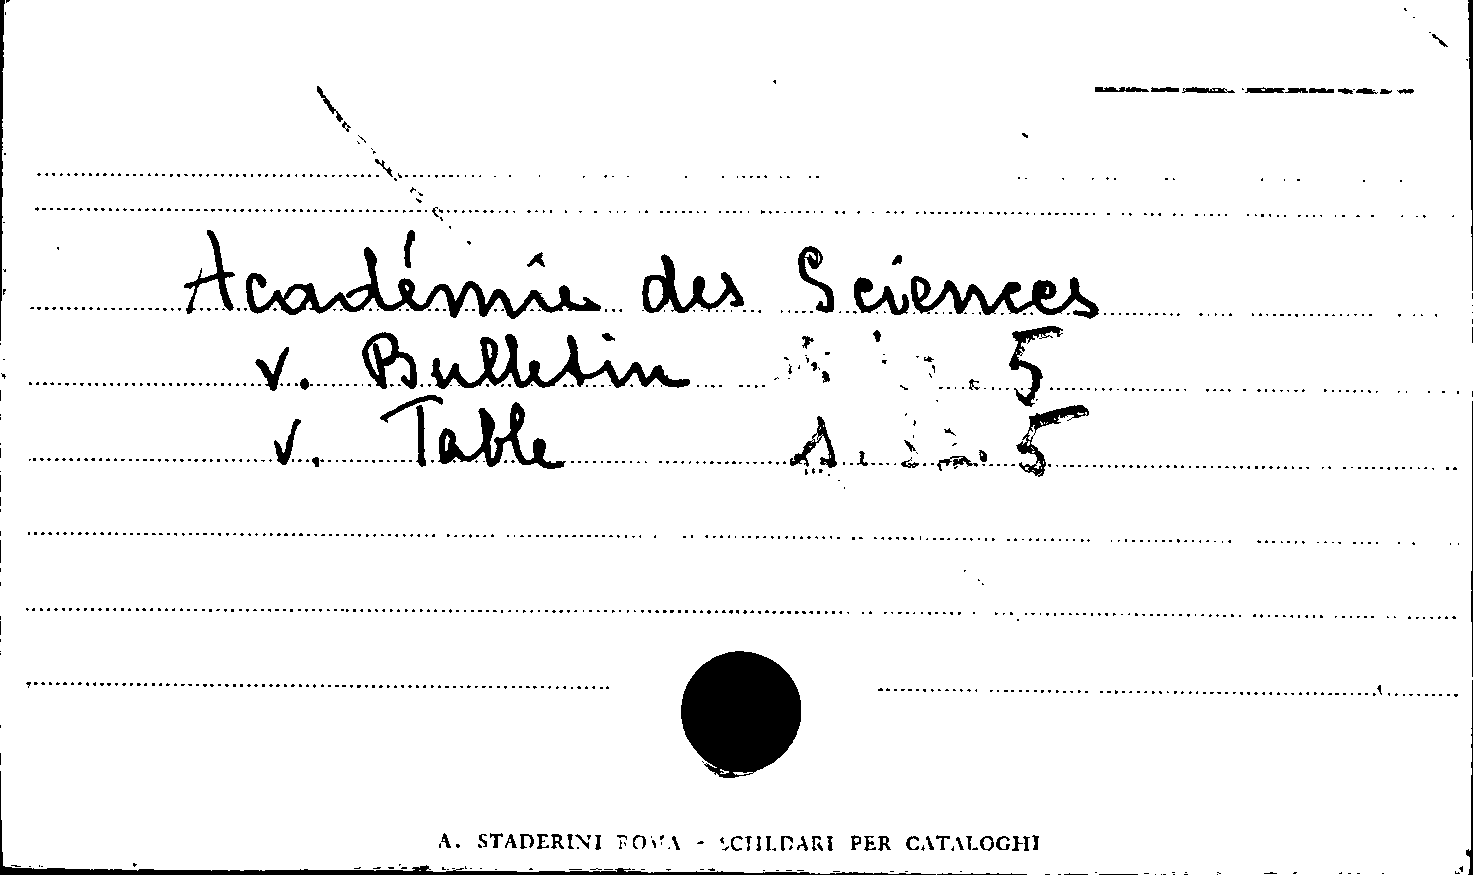 Académie des Sciences
v. Bulletin 5
v. Table 5
A. STADERINI ROMA - SCHEDARI PER CATALOGHI